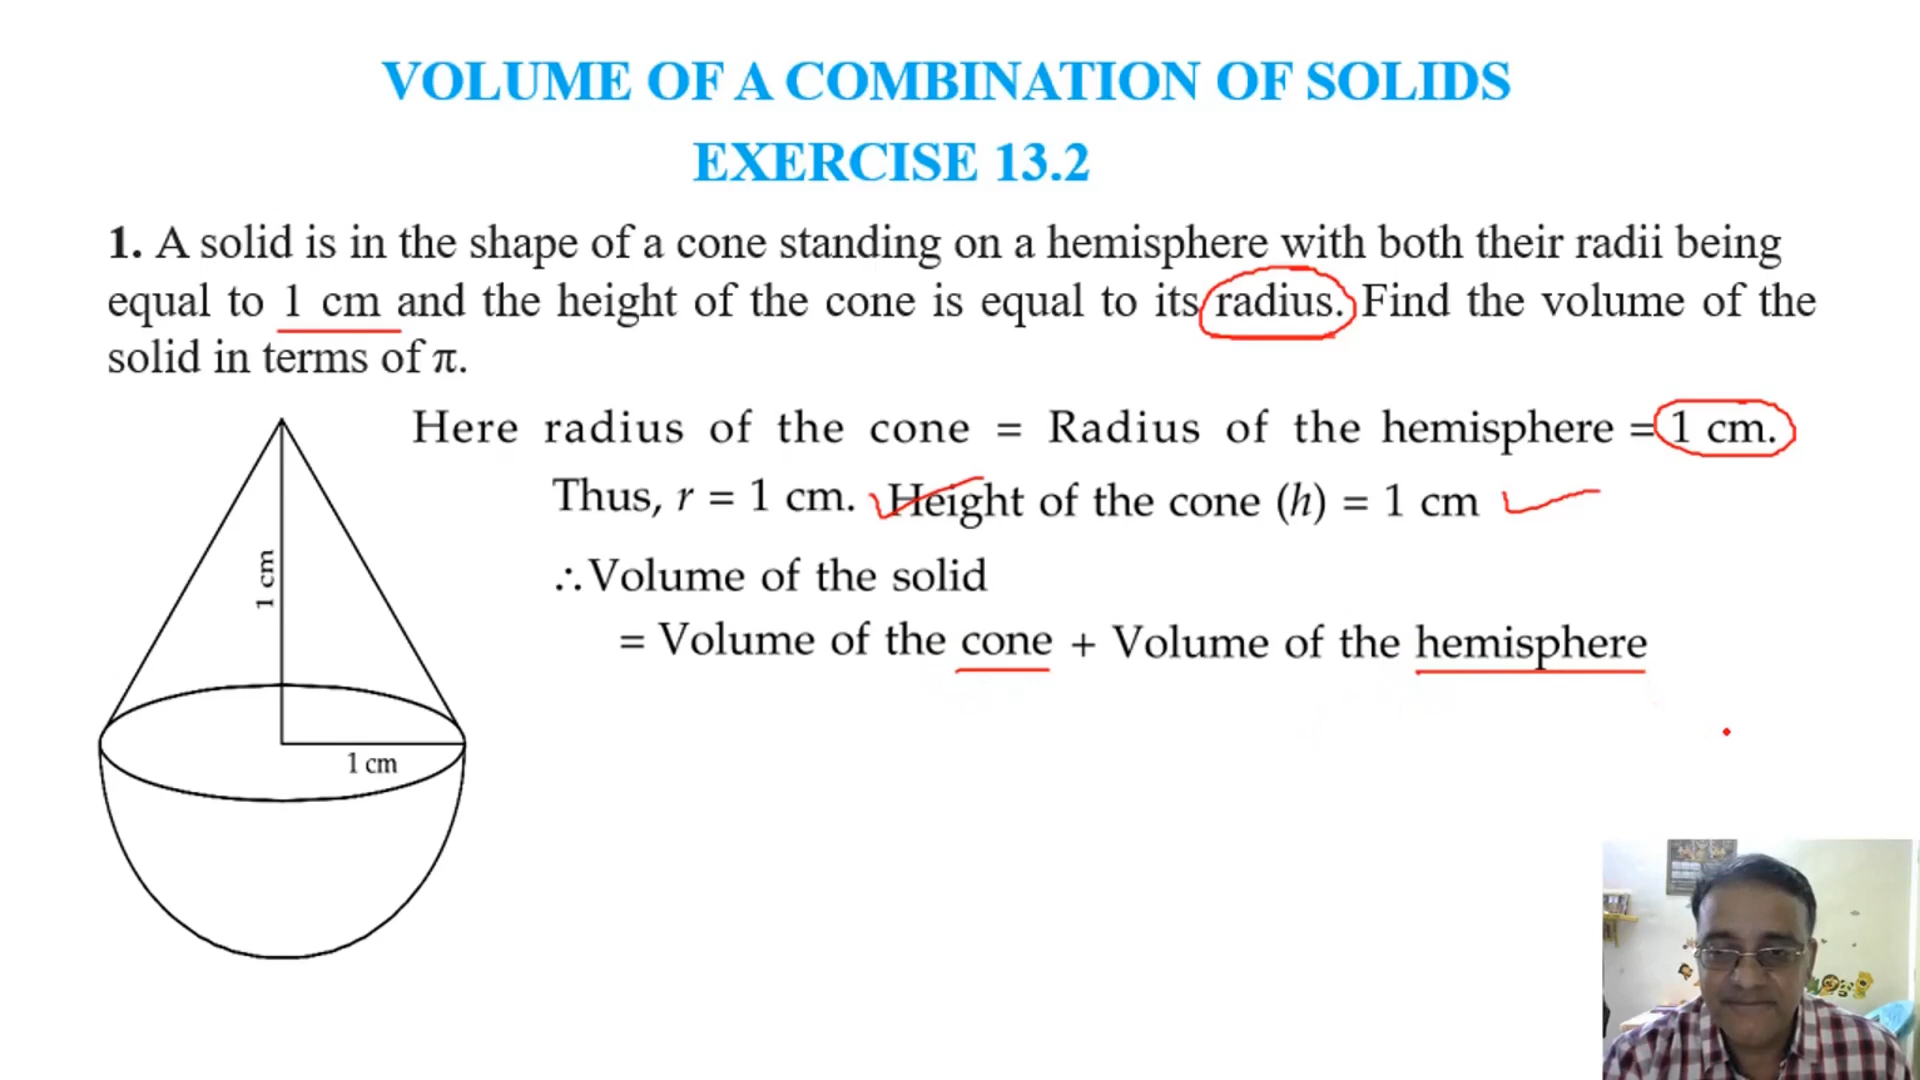 VOLUME OF A COMBINATION OF SOLIDS
EXERCISE 13.2
1. A solid is in the shape of a cone standing on a hemisphere with both their radii being
equal to 1 cm and the height of the cone is equal to its radius. Find the volume of the
solid in terms of π.
Here radius of the cone = Radius of the hemisphere = 1 cm.
Thus, r = 1 cm. Height of the cone (h) = 1 cm
∴ Volume of the solid
= Volume of the cone + Volume of the hemisphere
1 cm
1 cm